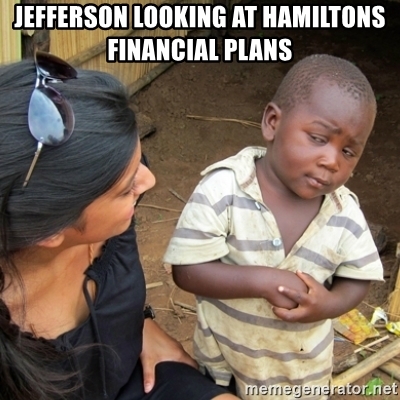 JEFFERSON LOOKING AT HAMILTONS
FINANCIAL PLANS
memegenerator.net